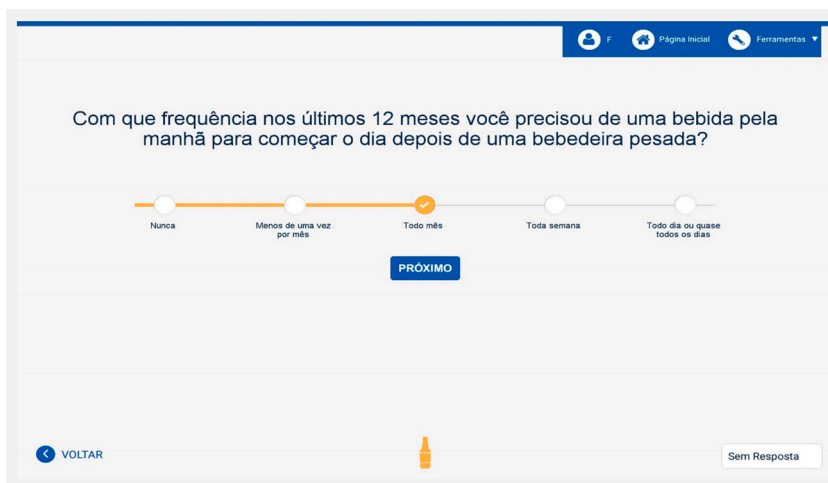 F
Página Inicial
Ferramentas
Com que frequência nos últimos 12 meses você precisou de uma bebida pela
manhã para começar o dia depois de uma bebedeira pesada?
Nunca
Menos de uma vez
por mês
Todo mês
Toda semana
Todo dia ou quase
todos os dias
PRÓXIMO
VOLTAR
Sem Resposta